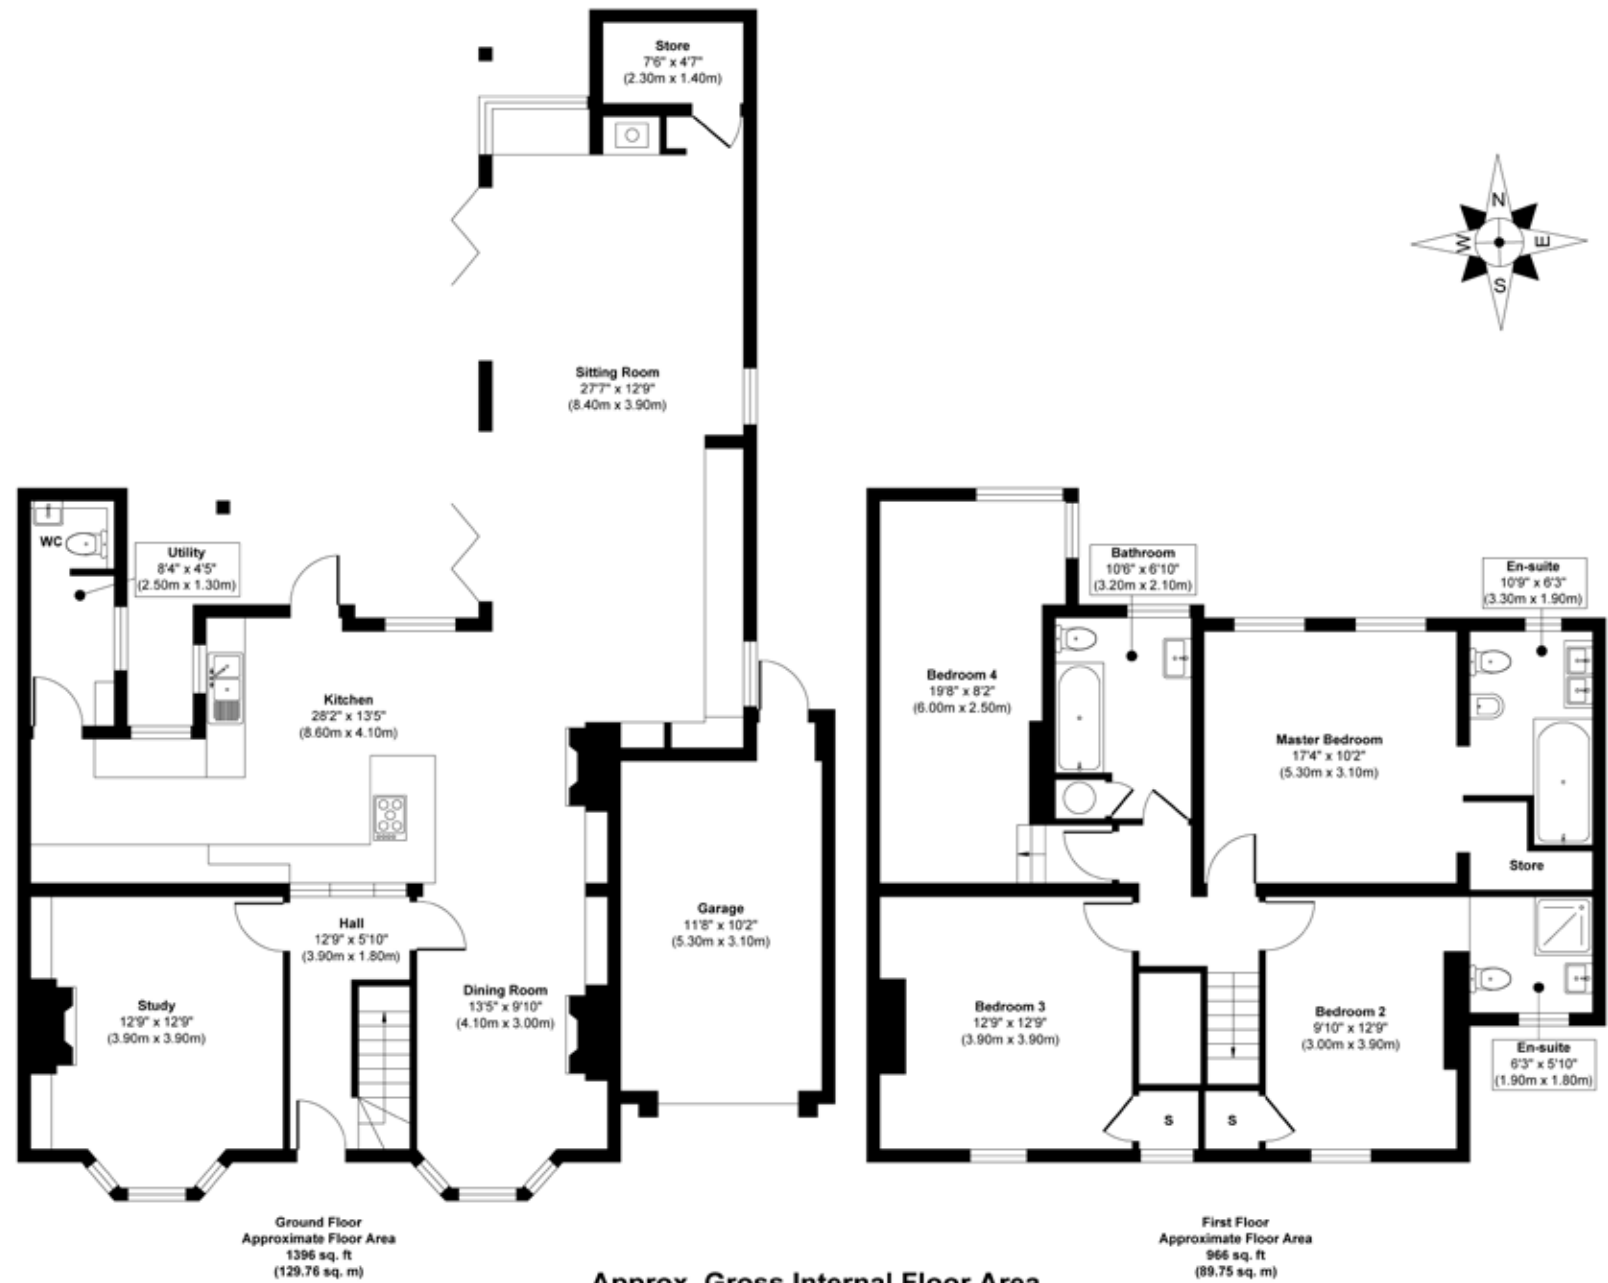 Store
7'6" x 4'7"
(2.30m x 1.40m)
N
W
E
S
Sitting Room
27'7" x 12'9"
(8.40m x 3.90m)
WC
Utility
8'4" x 4'5"
(2.50m x 1.30m)
Kitchen
28'2" x 13'5"
(8.60m x 4.10m)
Hall
12'9" x 5'10"
(3.90m x 1.80m)
Study
12'9" x 12'9"
(3.90m x 3.90m)
Dining Room
13'5" x 9'10"
(4.10m x 3.00m)
Garage
11'8" x 10'2"
(5.30m x 3.10m)
Ground Floor
Approximate Floor Area
1396 sq. ft
(129.76 sq. m)
Bathroom
10'6" x 6'10"
(3.20m x 2.10m)
En-suite
10'9" x 6'3"
(3.30m x 1.90m)
Bedroom 4
19'8" x 8'2"
(6.00m x 2.50m)
Master Bedroom
17'4" x 10'2"
(5.30m x 3.10m)
Store
Bedroom 3
12'9" x 12'9"
(3.90m x 3.90m)
Bedroom 2
9'10" x 12'9"
(3.00m x 3.90m)
En-suite
6'3" x 5'10"
(1.90m x 1.80m)
S
S
First Floor
Approximate Floor Area
966 sq. ft
(89.75 sq. m)
Approx. Gross Internal Floor Area